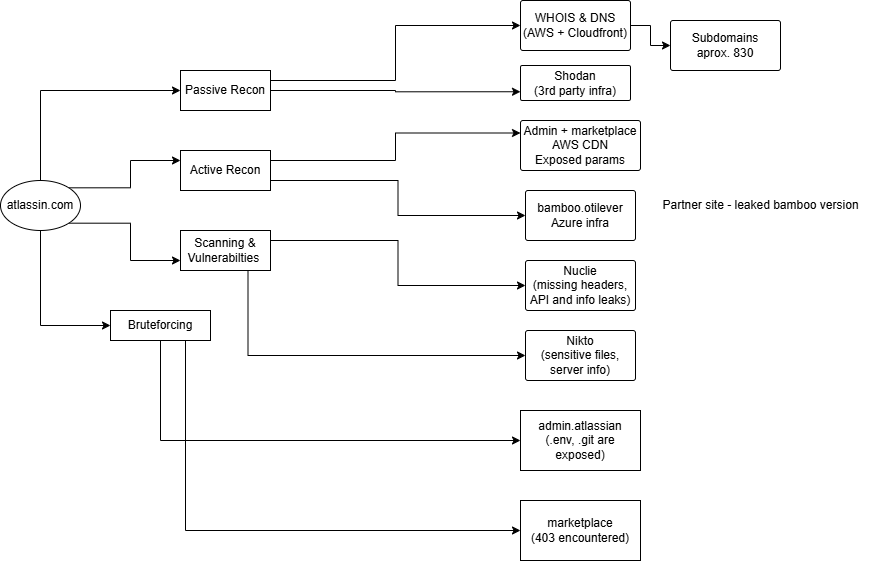 WHOIS & DNS
(AWS + Cloudfront)
Subdomains
aprox. 830
Passive Recon
Shodan
(3rd party infra)
Admin + marketplace
AWS CDN
Exposed params
Active Recon
atlassin.com
bamboo.otilever
Azure infra
Partner site - leaked bamboo version
Scanning &
Vulnerabilties
Nuclie
(missing headers,
API and info leaks)
Bruteforcing
Nikto
(sensitive files,
server info)
admin.atlassian
(.env, .git are
exposed)
marketplace
(403 encountered)